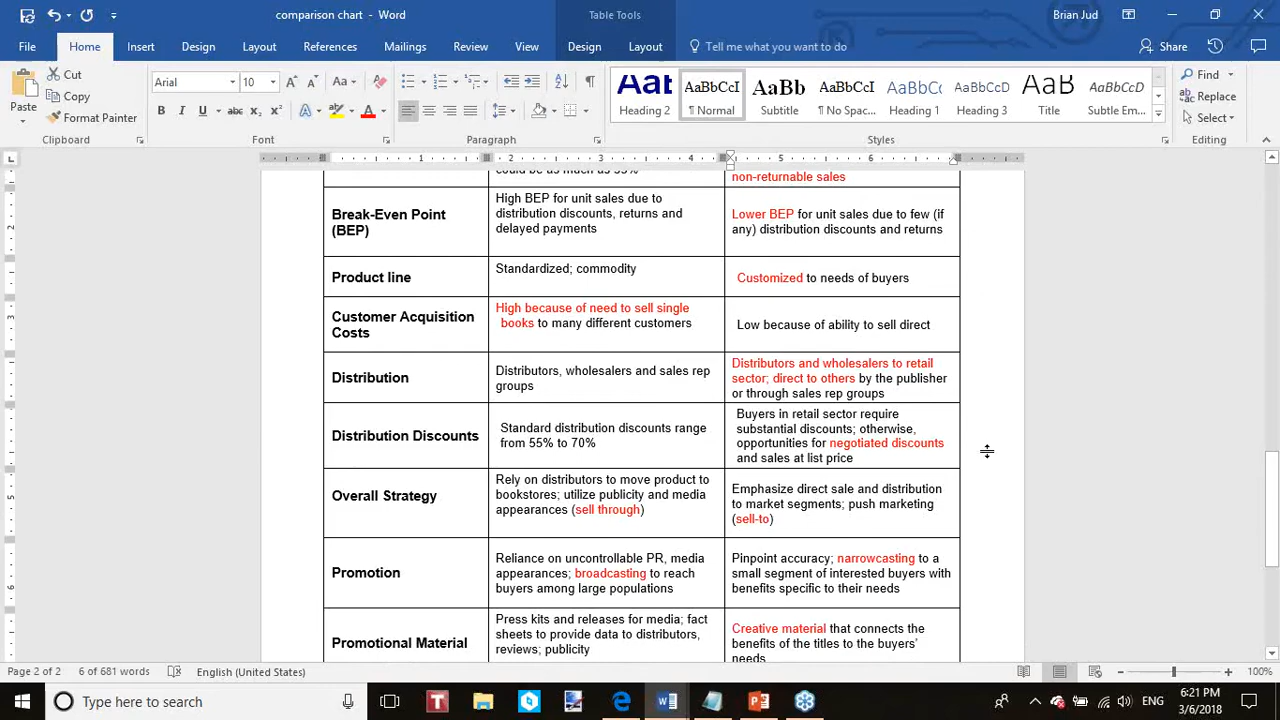 comparison chart - Word
Table Tools
Brian Jud
File Home Insert Design Layout References Mailings Review View Design Layout Tell me what you want to do Share
Paste
Cut
Copy
Format Painter
Clipboard
Arial 10
Font
Paragraph
AaB AaBbCcI AaBb AaBbCcI AaBbC AaBbCcD AaB AaBbCcD
Heading 2 ¶ Normal Subtitle ¶ No Spac... Heading 1 Heading 3 Title Subtle Em...
Styles
Find
Replace
Select
Editing
1 2 3 4 5 6
non-returnable sales
Break-Even Point
(BEP)
High BEP for unit sales due to
distribution discounts, returns and
delayed payments
Lower BEP for unit sales due to few (if
any) distribution discounts and returns
Product line
Standardized; commodity
Customized to needs of buyers
Customer Acquisition
Costs
High because of need to sell single
books to many different customers
Low because of ability to sell direct
Distribution
Distributors, wholesalers and sales rep
groups
Distributors and wholesalers to retail
sector; direct to others by the publisher
or through sales rep groups
Distribution Discounts
Standard distribution discounts range
from 55% to 70%
Buyers in retail sector require
substantial discounts; otherwise,
opportunities for negotiated discounts
and sales at list price
Overall Strategy
Rely on distributors to move product to
bookstores; utilize publicity and media
appearances (sell through)
Emphasize direct sale and distribution
to market segments; push marketing
(sell-to)
Promotion
Reliance on uncontrollable PR, media
appearances; broadcasting to reach
buyers among large populations
Pinpoint accuracy; narrowcasting to a
small segment of interested buyers with
benefits specific to their needs
Promotional Material
Press kits and releases for media; fact
sheets to provide data to distributors,
reviews; publicity
Creative material that connects the
benefits of the titles to the buyers'
needs
Page 2 of 2 6 of 681 words English (United States) 100%
Type here to search
ENG
6:21 PM
3/6/2018